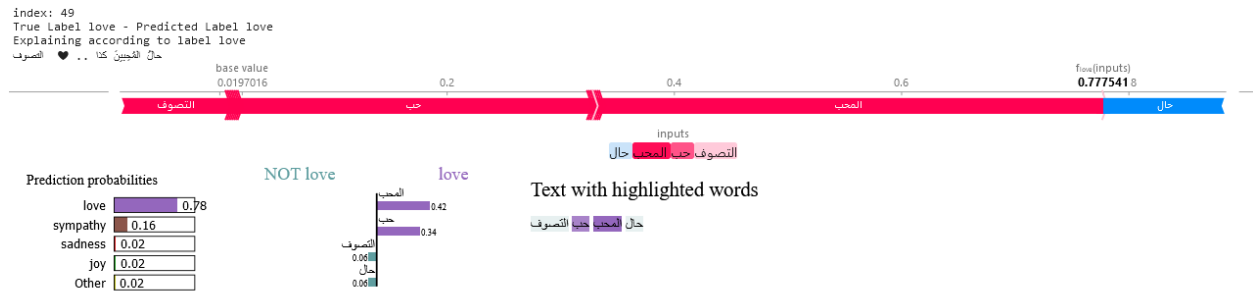 index: 49
True Label love - Predicted Label love
Explaining according to label love
حالُ المُحِبينَ كذا .. ♥ التصوف
base value
f love(inputs)
0.0197016 0.2 0.4 0.6 0.777541 8
التصوف حب المحب حال
inputs
حال المحب حب التصوف
Prediction probabilities
love 0.78
sympathy 0.16
sadness 0.02
joy 0.02
Other 0.02
NOT love love
المحب
0.42
حب
0.34
التصوف
0.06
حال
0.06
Text with highlighted words
حال المحب حب التصوف